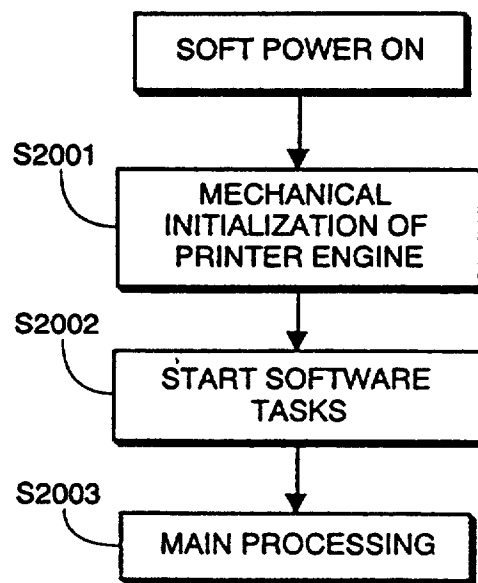 SOFT POWER ON
S2001
MECHANICAL
INITIALIZATION OF
PRINTER ENGINE
S2002
START SOFTWARE
TASKS
S2003
MAIN PROCESSING